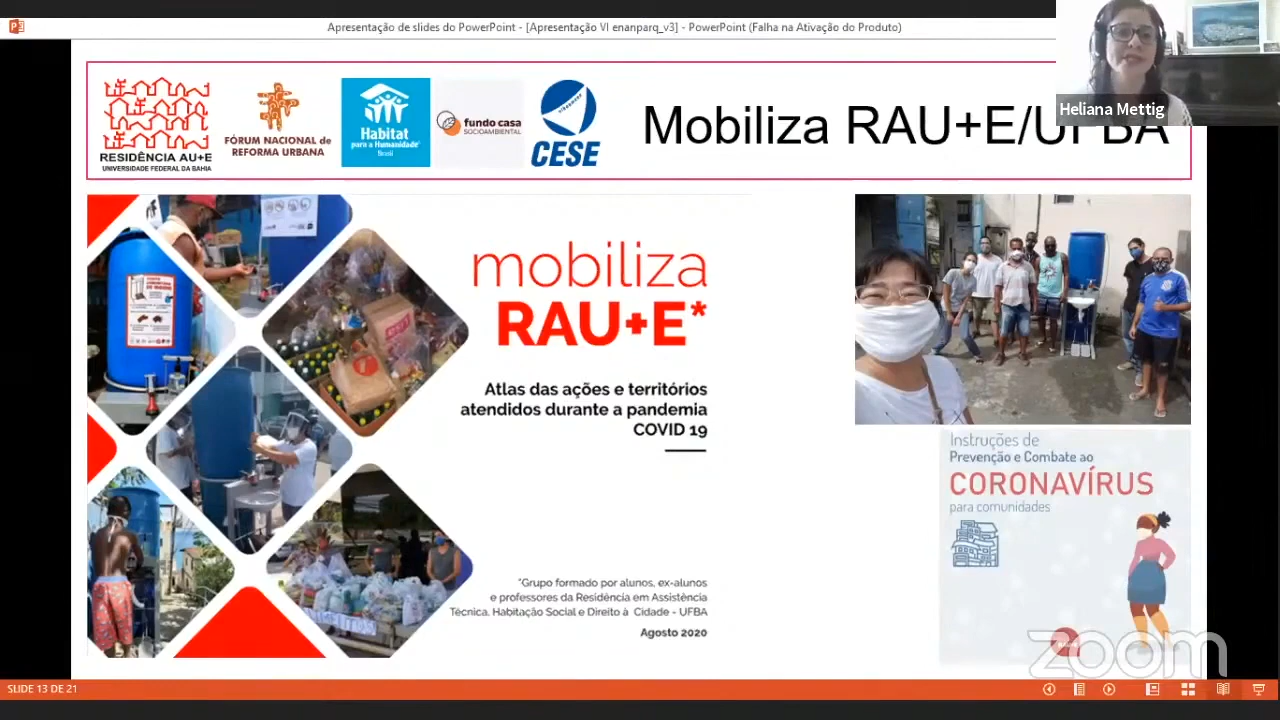 Apresentação de slides do PowerPoint - [Apresentação VI enanparq_v3] - PowerPoint (Falha na Ativação do Produto)
Heliana Mettig
RESIDÊNCIA AU+E
UNIVERSIDADE FEDERAL DA BAHIA
FÓRUM NACIONAL de
REFORMA URBANA
Habitat
para a Humanidade
Brasil
fundo casa
SOCIOAMBIENTAL
CESE
Mobiliza RAU+E/UFBA
mobiliza
RAU+E*
Atlas das ações e territórios
atendidos durante a pandemia
COVID 19
*Grupo formado por alunos, ex-alunos
e professores da Residência em Assistência
Técnica, Habitação Social e Direito à Cidade - UFBA
Agosto 2020
Instruções de
Prevenção e Combate ao
CORONAVÍRUS
para comunidades
zoom
SLIDE 13 DE 21